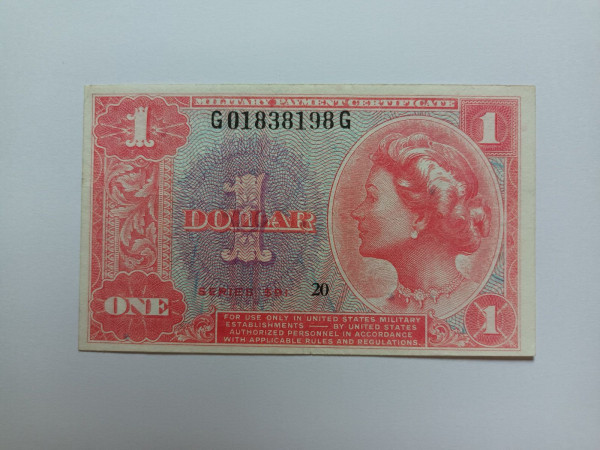 MILITARY PAYMENT CERTIFICATE
1
G01838198G
1
1
DOLLAR
SERIES 591
20
ONE
1
FOR USE ONLY IN UNITED STATES MILITARY
ESTABLISHMENTS — BY UNITED STATES
AUTHORIZED PERSONNEL IN ACCORDANCE
WITH APPLICABLE RULES AND REGULATIONS.